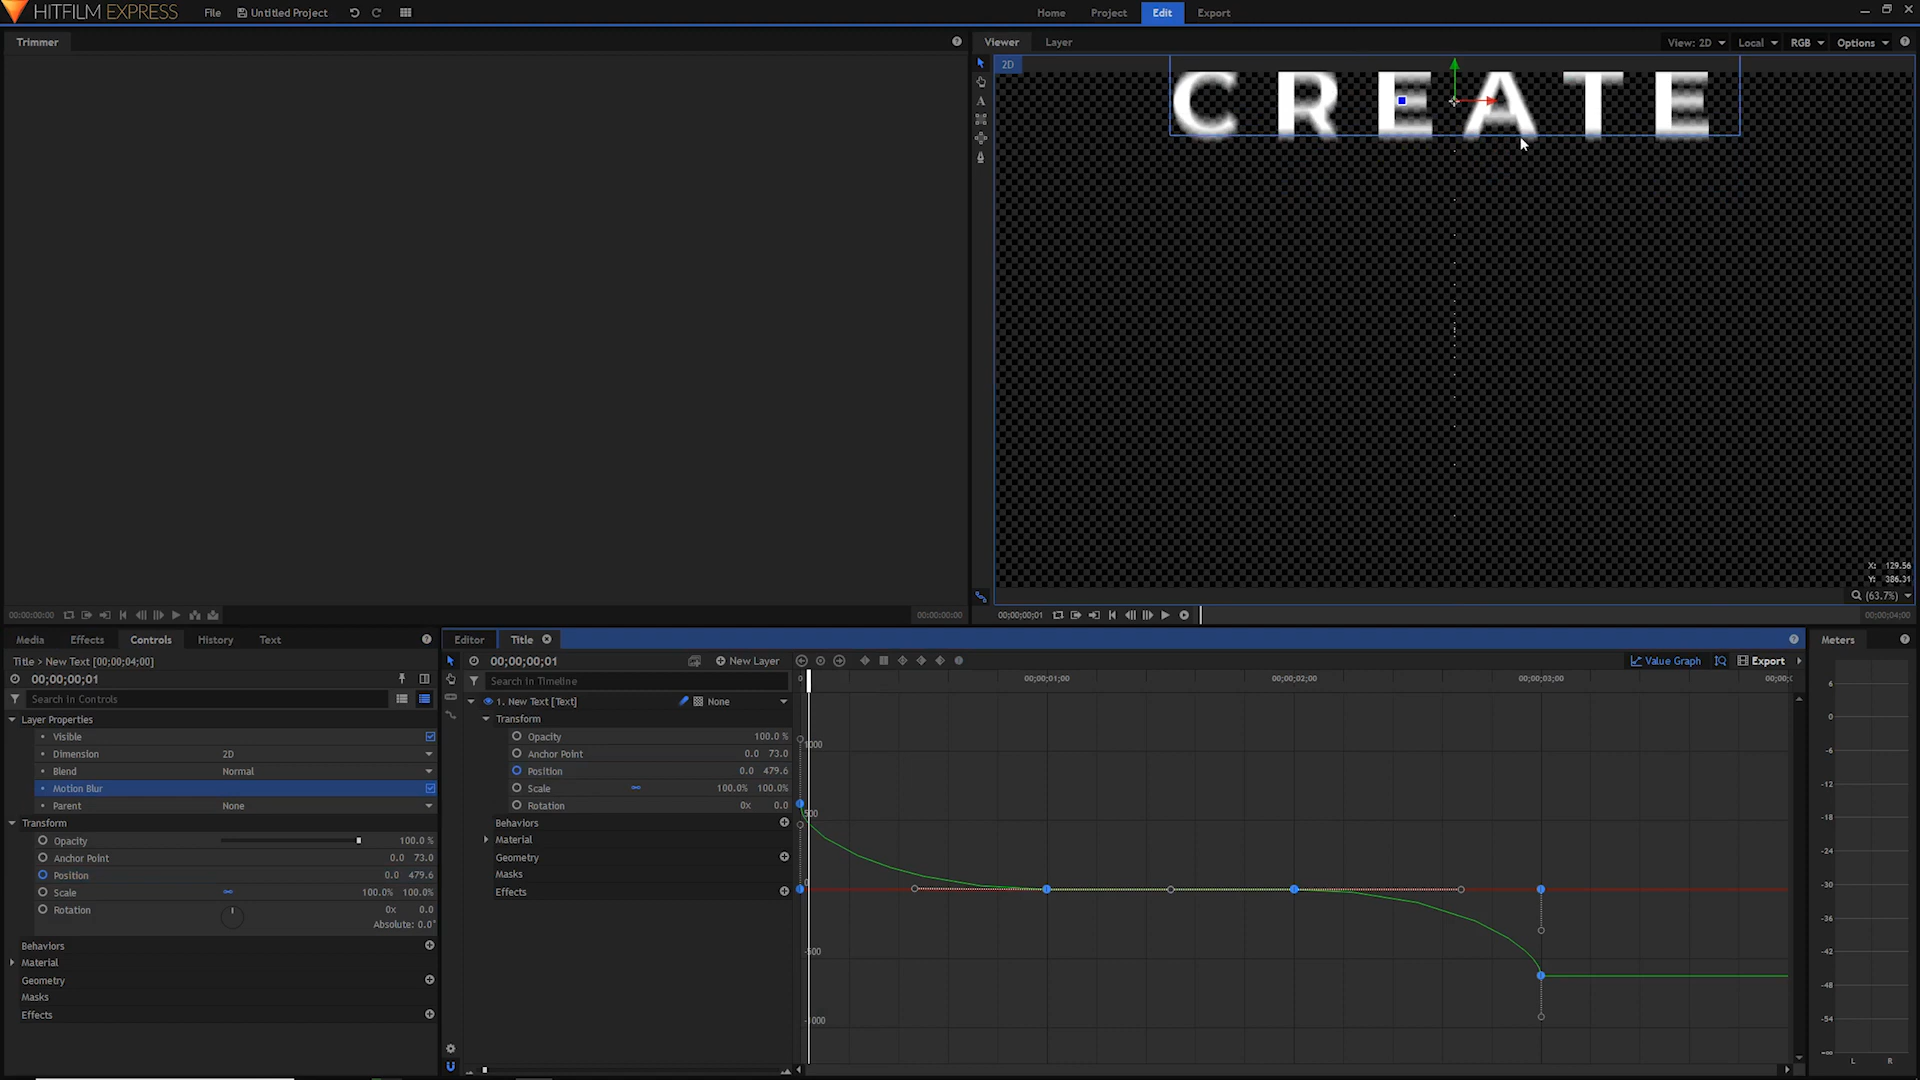 HITFILM EXPRESS File Untitled Project Home Project Edit Export
Trimmer Viewer Layer View: 2D Local RGB Options
2D
CREATE
X: 129.56
Y: 386.31
(63.7%)
00:00:00:00 00:00:00:00 00;00;00;01 00;00;04;00
Media Effects Controls History Text Editor Title Meters
Title > New Text [00;00;04;00] 00;00;00;01 New Layer Value Graph Export
00;00;00;01 Search in Timeline 0 00;00;01;00 00;00;02;00 00;00;03;00
Search in Controls 1. New Text [Text] None
Layer Properties Transform
Visible Opacity 100.0 %
Dimension 2D Anchor Point 0.0 73.0
Blend Normal Position 0.0 479.6
Motion Blur Scale 100.0% 100.0%
Parent None Rotation 0x 0.0
Transform Behaviors
Opacity 100.0 % Material
Anchor Point 0.0 73.0 Geometry
Position 0.0 479.6 Masks
Scale 100.0% 100.0% Effects
Rotation 0x 0.0
Absolute: 0.0°
Behaviors
Material
Geometry
Masks
Effects
1000
500
0
-500
-1000
6
0
-6
-12
-18
-24
-30
-36
-42
-48
-54
-∞
L R